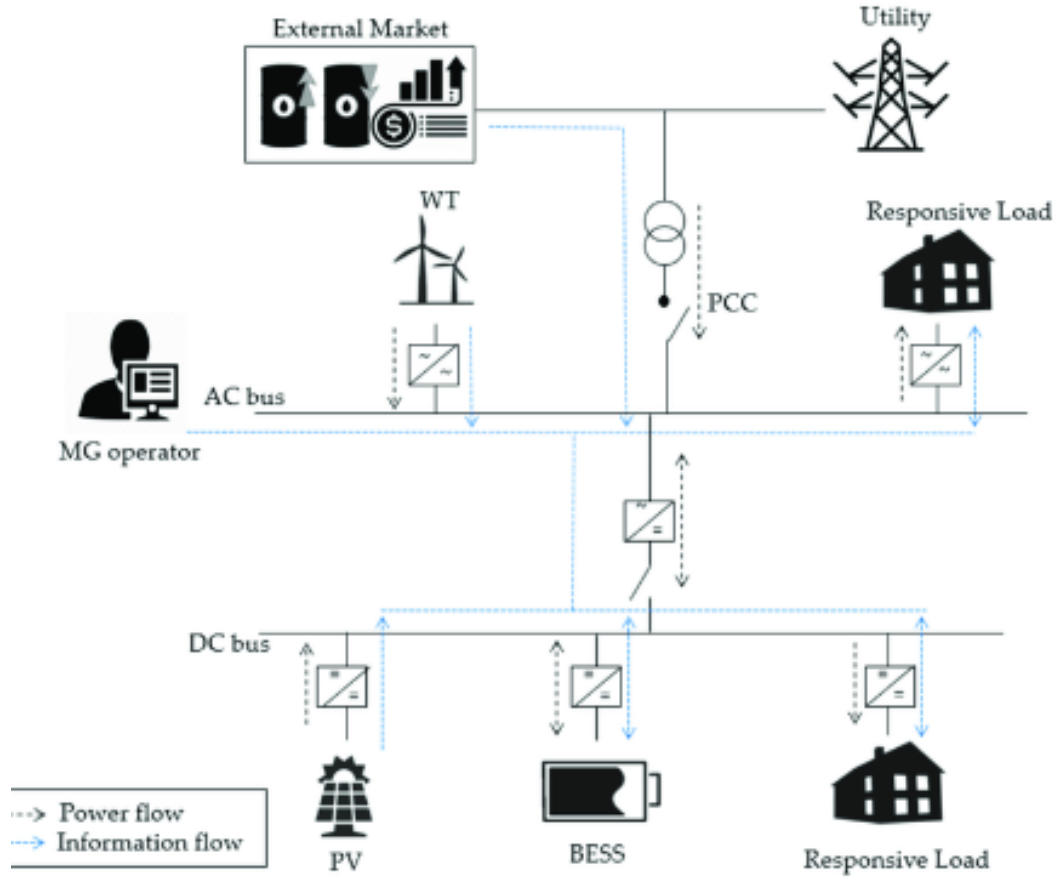 External Market
Utility
$
WT
Responsive Load
PCC
AC bus
MG operator
DC bus
Power flow
Information flow
PV
BESS
Responsive Load